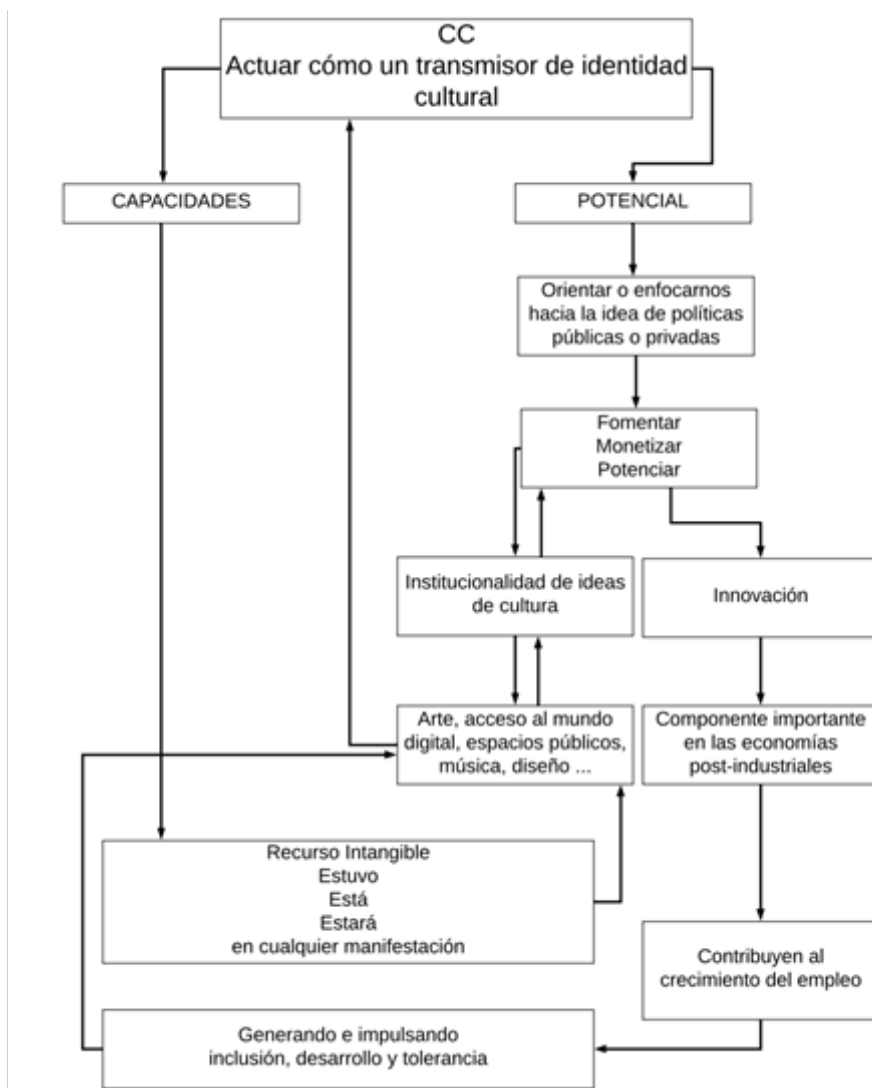 CC
Actuar cómo un transmisor de identidad
cultural
CAPACIDADES
POTENCIAL
Orientar o enfocarnos
hacia la idea de políticas
públicas o privadas
Fomentar
Monetizar
Potenciar
Institucionalidad de ideas
de cultura
Innovación
Arte, acceso al mundo
digital, espacios públicos,
música, diseño ...
Componente importante
en las economías
post-industriales
Recurso Intangible
Estuvo
Está
Estará
en cualquier manifestación
Contribuyen al
crecimiento del empleo
Generando e impulsando
inclusión, desarrollo y tolerancia